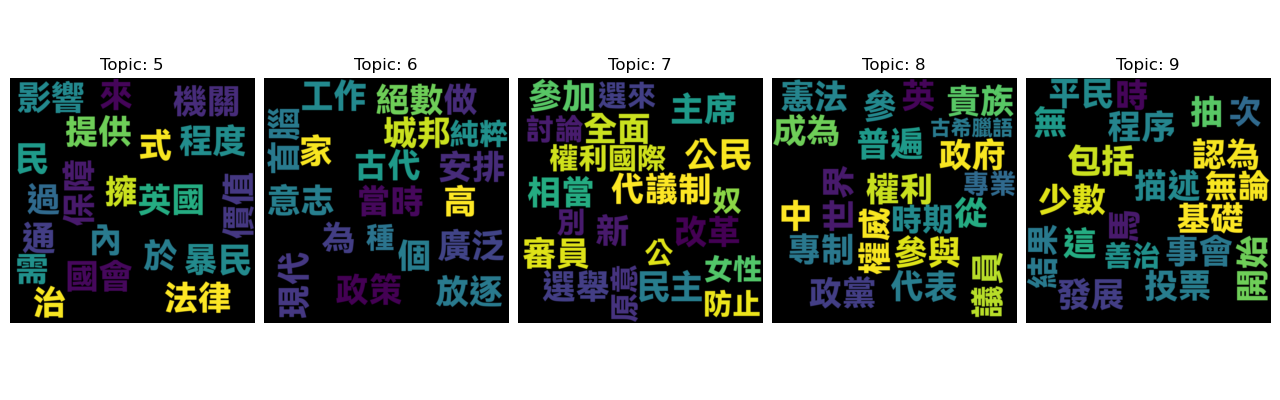 Topic: 5
影響 來 機關
提供 式 程度
民 保障
過 擁 英國 價值
通 內 於 暴民
需 國會
治 法律
Topic: 6
工作 絕數 做
首腦 家 城邦 純粹
古代 安排
意志 當時 高
為 種 個 廣泛
現代 政策 放逐
Topic: 7
參加 選來 主席
討論 全面
權利國際 公民
相當 代議制 奴
別 新 改革
審員 公 女性
選舉 原意 民主 防止
Topic: 8
憲法 參 英 貴族
成為 普遍 古希臘語
政府
世界 權利 專業
中 時期 從
專制 權威 參與
政黨 代表 議員
Topic: 9
平民 時 抽 次
無 程序
包括 認為
少數 描述 無論
馬 基礎
結果 這 善治 事會 開始
發展 投票